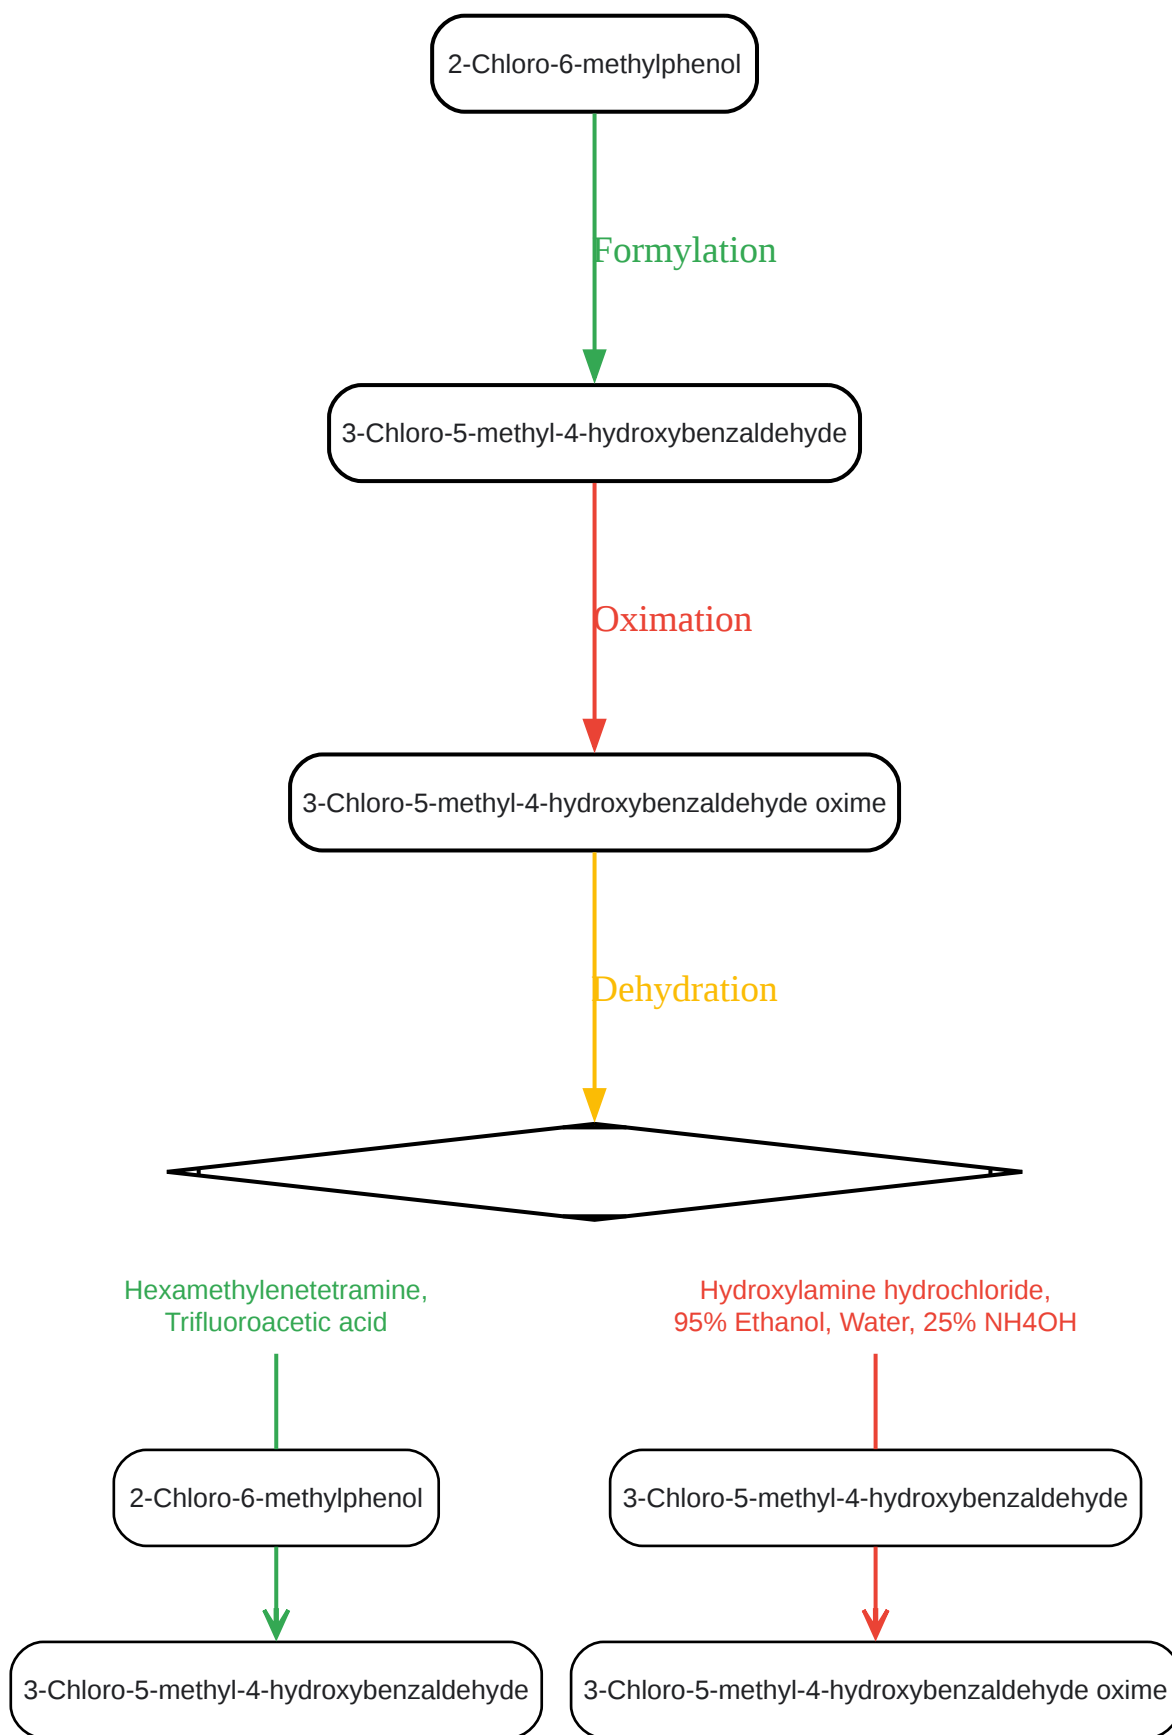 2-Chloro-6-methylphenol
Formylation
3-Chloro-5-methyl-4-hydroxybenzaldehyde
Oximation
3-Chloro-5-methyl-4-hydroxybenzaldehyde oxime
Dehydration
Hexamethylenetetramine,
Trifluoroacetic acid
Hydroxylamine hydrochloride,
95% Ethanol, Water, 25% NH4OH
2-Chloro-6-methylphenol
3-Chloro-5-methyl-4-hydroxybenzaldehyde
3-Chloro-5-methyl-4-hydroxybenzaldehyde
3-Chloro-5-methyl-4-hydroxybenzaldehyde oxime